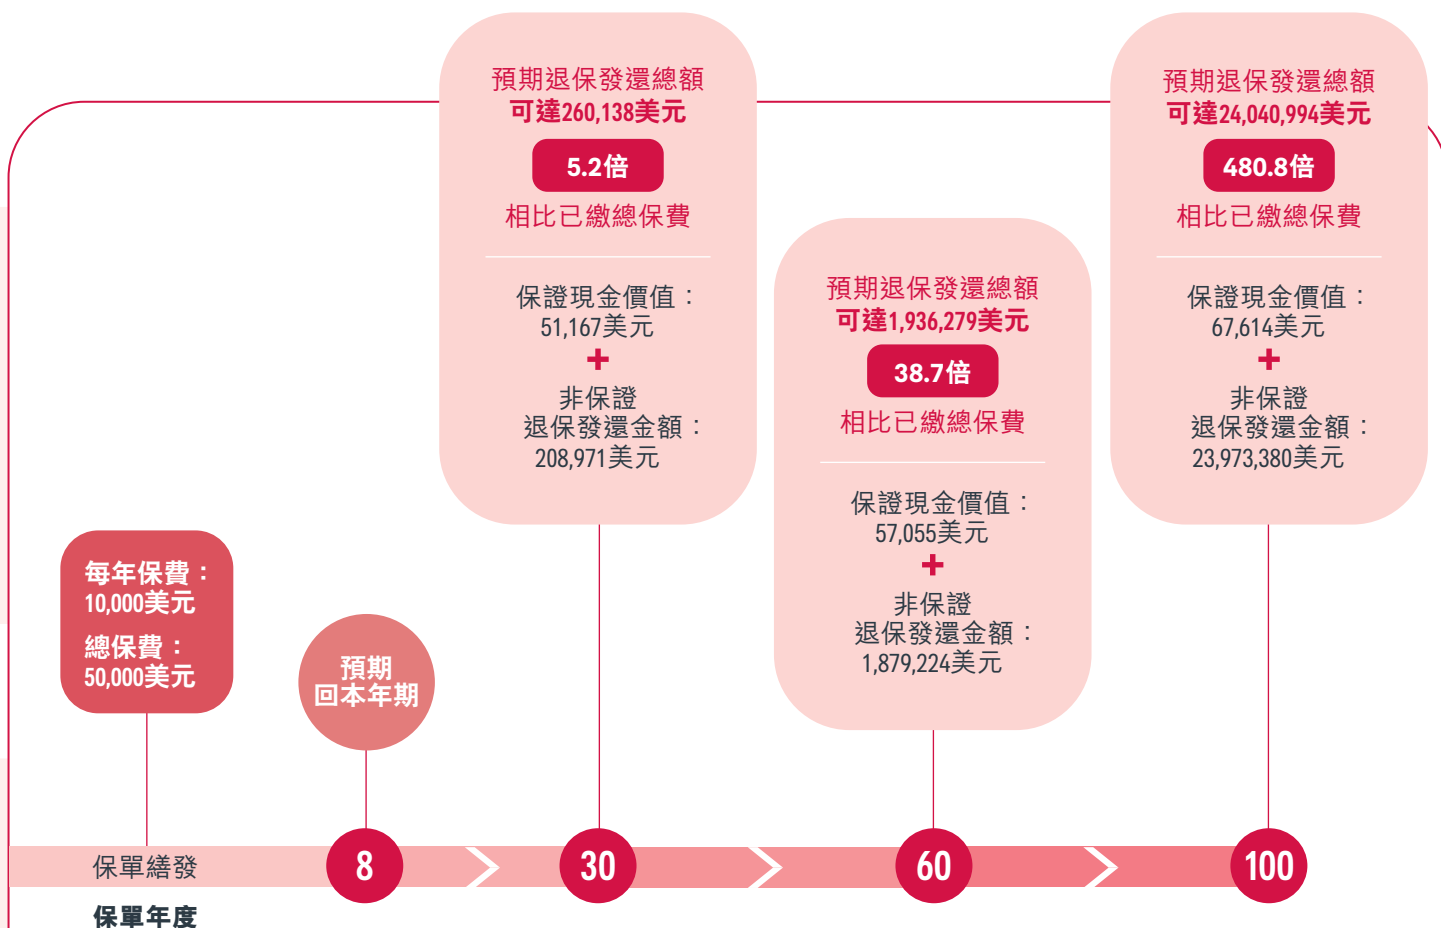 預期退保發還總額
可達260,138美元
5.2倍
相比已繳總保費
保證現金價值：
51,167美元
+
非保證
退保發還金額：
208,971美元
預期退保發還總額
可達1,936,279美元
38.7倍
相比已繳總保費
保證現金價值：
57,055美元
+
非保證
退保發還金額：
1,879,224美元
預期退保發還總額
可達24,040,994美元
480.8倍
相比已繳總保費
保證現金價值：
67,614美元
+
非保證
退保發還金額：
23,973,380美元
每年保費：
10,000美元
總保費：
50,000美元
預期
回本年期
保單繕發
8
30
60
100
保單年度